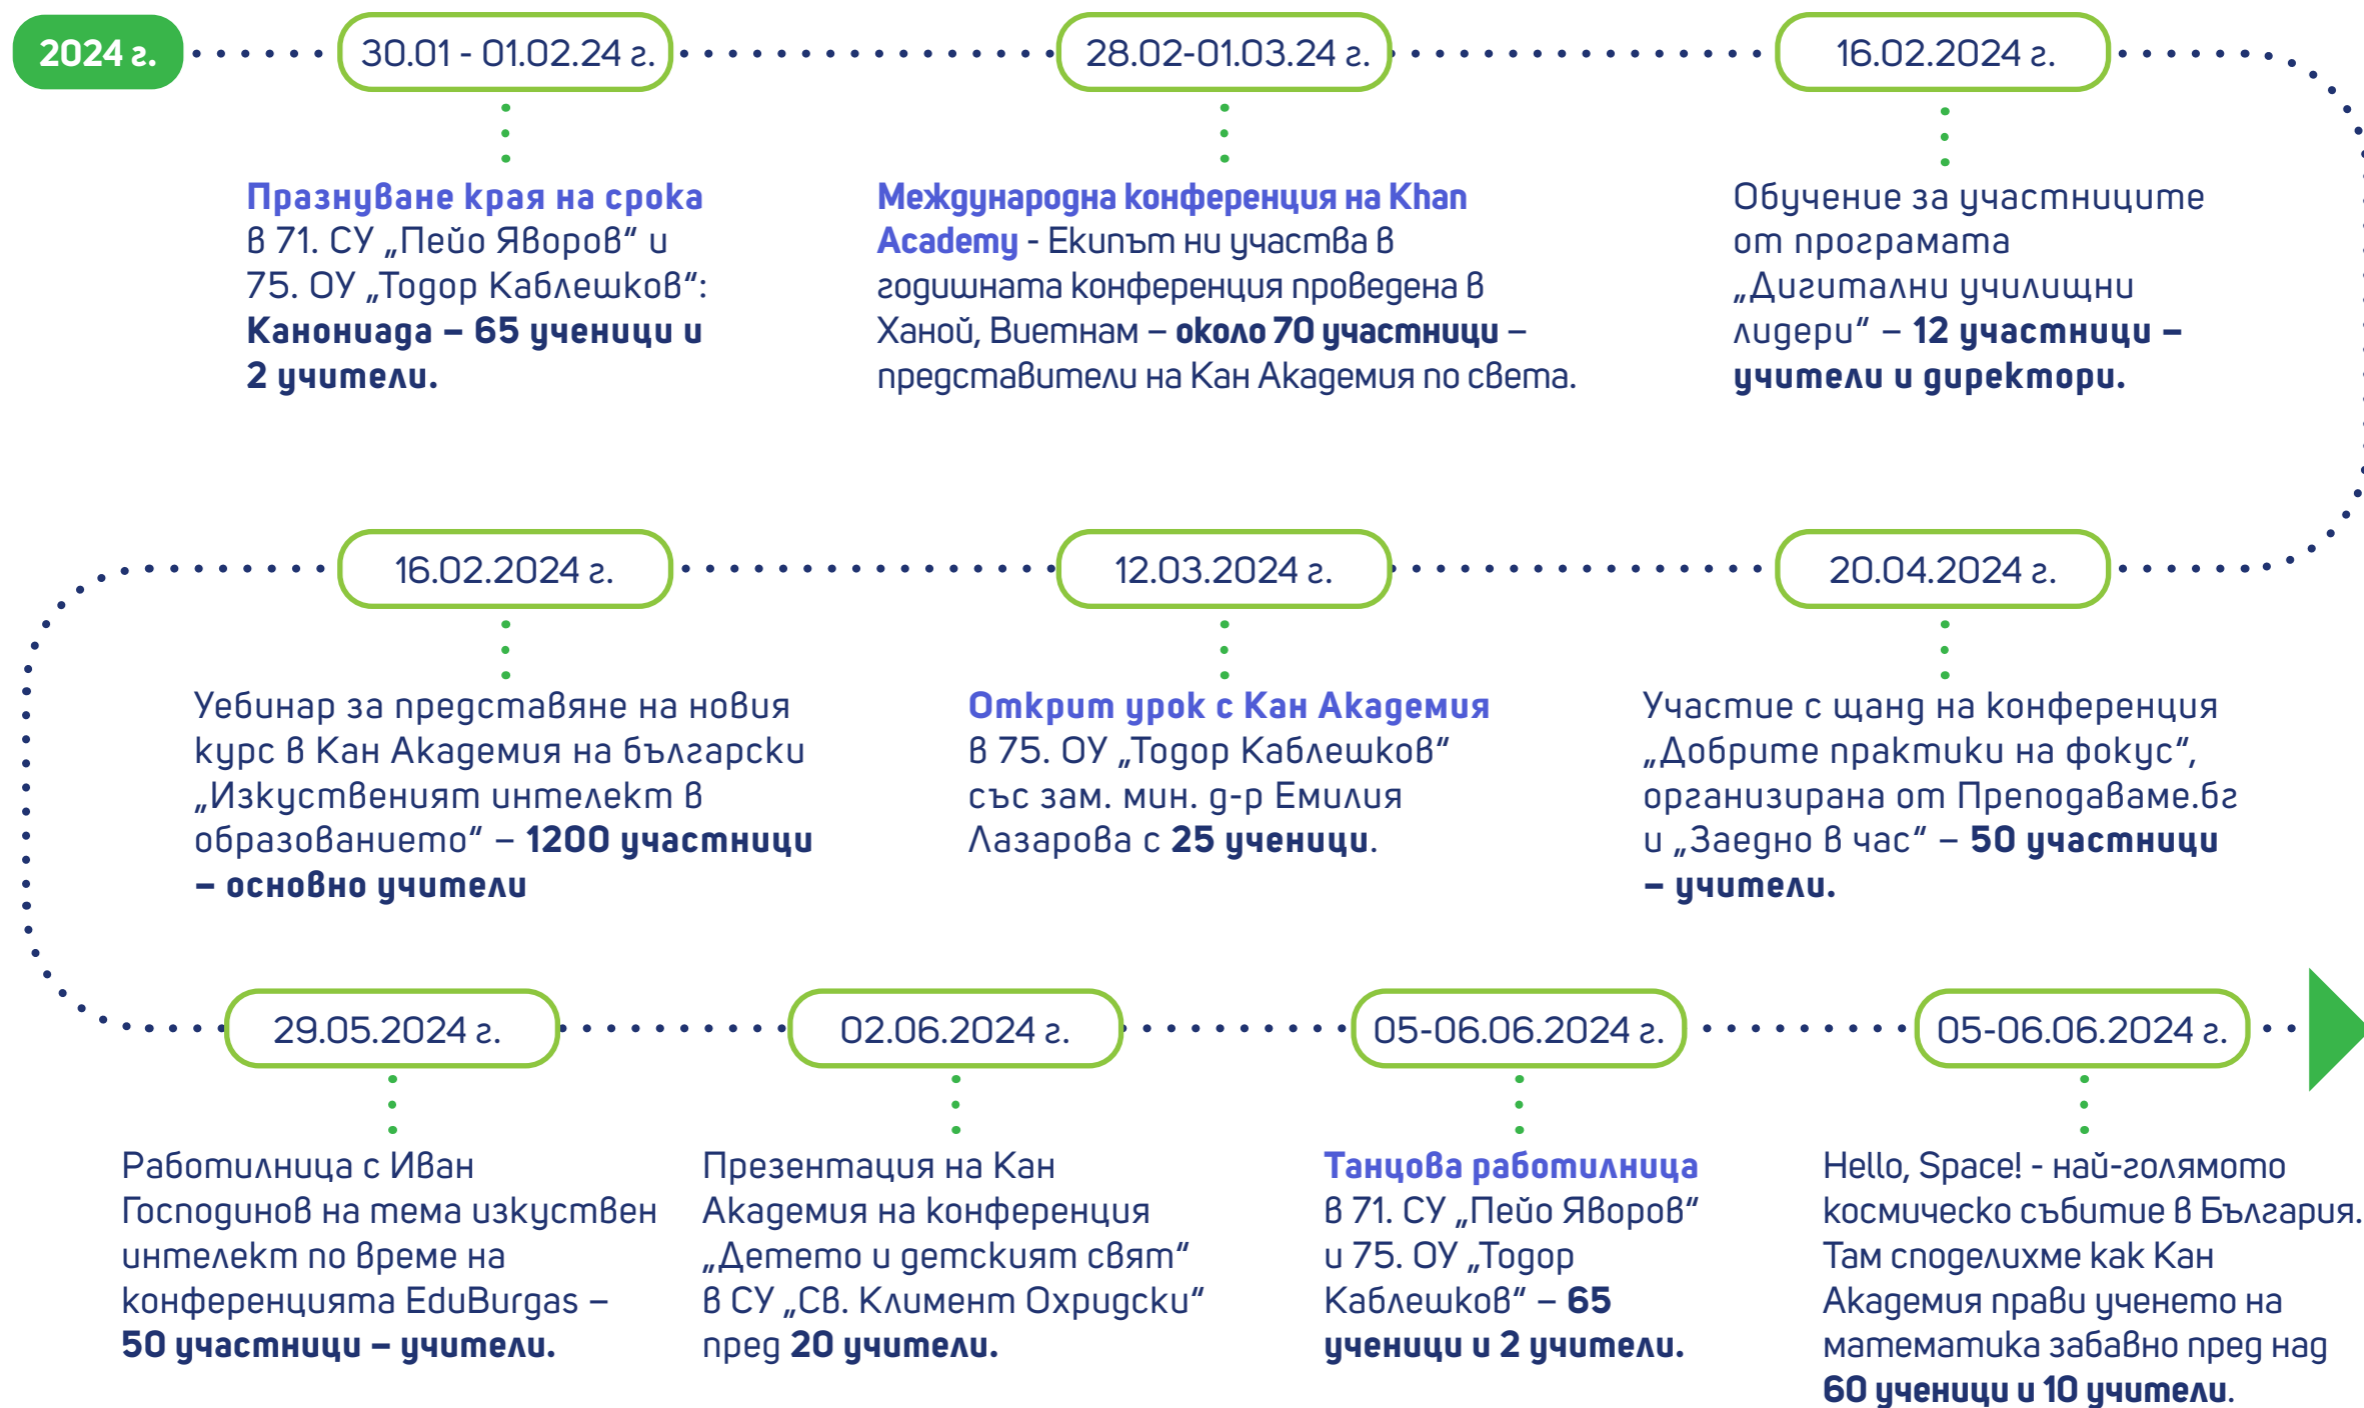 2024 г.
30.01 - 01.02.24 г.
Празнуване края на срока
в 71. СУ „Пейо Яворов“ и
75. ОУ „Тодор Каблешков“:
Канониада – 65 ученици и
2 учители.
28.02-01.03.24 г.
Международна конференция на Khan
Academy - Екипът ни участва в
годишната конференция проведена в
Ханой, Виетнам – около 70 участници –
представители на Кан Академия по света.
16.02.2024 г.
Обучение за участниците
от програмата
„Дигитални училищни
лидери“ – 12 участници –
учители и директори.
16.02.2024 г.
Уебинар за представяне на новия
курс в Кан Академия на български
„Изкуственият интелект в
образованието“ – 1200 участници
– основно учители
12.03.2024 г.
Открит урок с Кан Академия
в 75. ОУ „Тодор Каблешков“
със зам. мин. д-р Емилия
Лазарова с 25 ученици.
20.04.2024 г.
Участие с щанд на конференция
„Добрите практики на фокус“,
организирана от Преподаваме.бг
и „Заедно в час“ – 50 участници
– учители.
29.05.2024 г.
Работилница с Иван
Господинов на тема изкуствен
интелект по време на
конференцията EduBurgas –
50 участници – учители.
02.06.2024 г.
Презентация на Кан
Академия на конференция
„Детето и детският свят“
в СУ „Св. Климент Охридски“
пред 20 учители.
05-06.06.2024 г.
Танцова работилница
в 71. СУ „Пейо Яворов“
и 75. ОУ „Тодор
Каблешков“ – 65
ученици и 2 учители.
05-06.06.2024 г.
Hello, Space! - най-голямото
космическо събитие в България.
Там споделихме как Кан
Академия прави ученето на
математика забавно пред над
60 ученици и 10 учители.